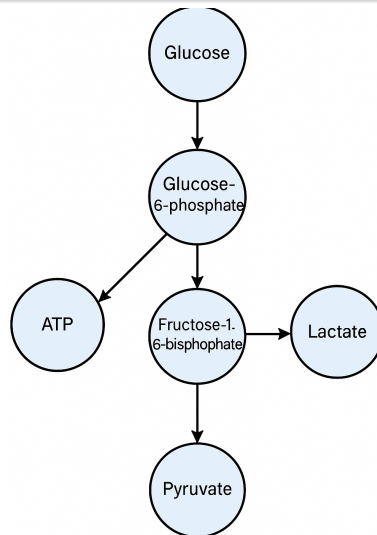 Glucose
Glucose-
6-phosphate
ATP
Fructose-1-
6-bisphophate
Lactate
Pyruvate